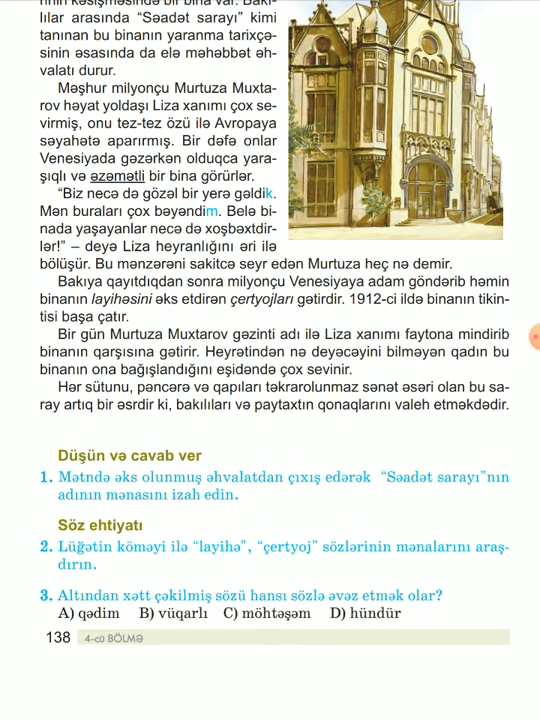 nin kəsişməsində bir bina var. Bakı-
lılar arasında “Səadət sarayı” kimi
tanınan bu binanın yaranma tarixçə-
sinin əsasında da elə məhəbbət əh-
valatı durur.
Məşhur milyonçu Murtuza Muxta-
rov həyat yoldaşı Liza xanımı çox se-
virmiş, onu tez-tez özü ilə Avropaya
səyahətə aparırmış. Bir dəfə onlar
Venesiyada gəzərkən olduqca yara-
şıqlı və əzəmətli bir bina görürlər.
“Biz necə də gözəl bir yerə gəldik.
Mən buraları çox bəyəndim. Belə bi-
nada yaşayanlar necə də xoşbəxtdir-
lər!” – deyə Liza heyranlığını əri ilə
bölüşür. Bu mənzərəni sakitcə seyr edən Murtuza heç nə demir.
Bakıya qayıtdıqdan sonra milyonçu Venesiyaya adam göndərib həmin
binanın layihəsini əks etdirən çertyojları gətirdir. 1912-ci ildə binanın tikin-
tisi başa çatır.
Bir gün Murtuza Muxtarov gəzinti adı ilə Liza xanımı faytona mindirib
binanın qarşısına gətirir. Heyrətindən nə deyəcəyini bilməyən qadın bu
binanın ona bağışlandığını eşidəndə çox sevinir.
Hər sütunu, pəncərə və qapıları təkrarolunmaz sənət əsəri olan bu sa-
ray artıq bir əsrdir ki, bakılıları və paytaxtın qonaqlarını valeh etməkdədir.
Düşün və cavab ver
1. Mətndə əks olunmuş əhvalatdan çıxış edərək “Səadət sarayı”nın
adının mənasını izah edin.
Söz ehtiyatı
2. Lüğətin köməyi ilə “layihə”, “çertyoj” sözlərinin mənalarını araş-
dırın.
3. Altından xətt çəkilmiş sözü hansı sözlə əvəz etmək olar?
A) qədim B) vüqarlı C) möhtəşəm D) hündür
138 4-cü BÖLMƏ